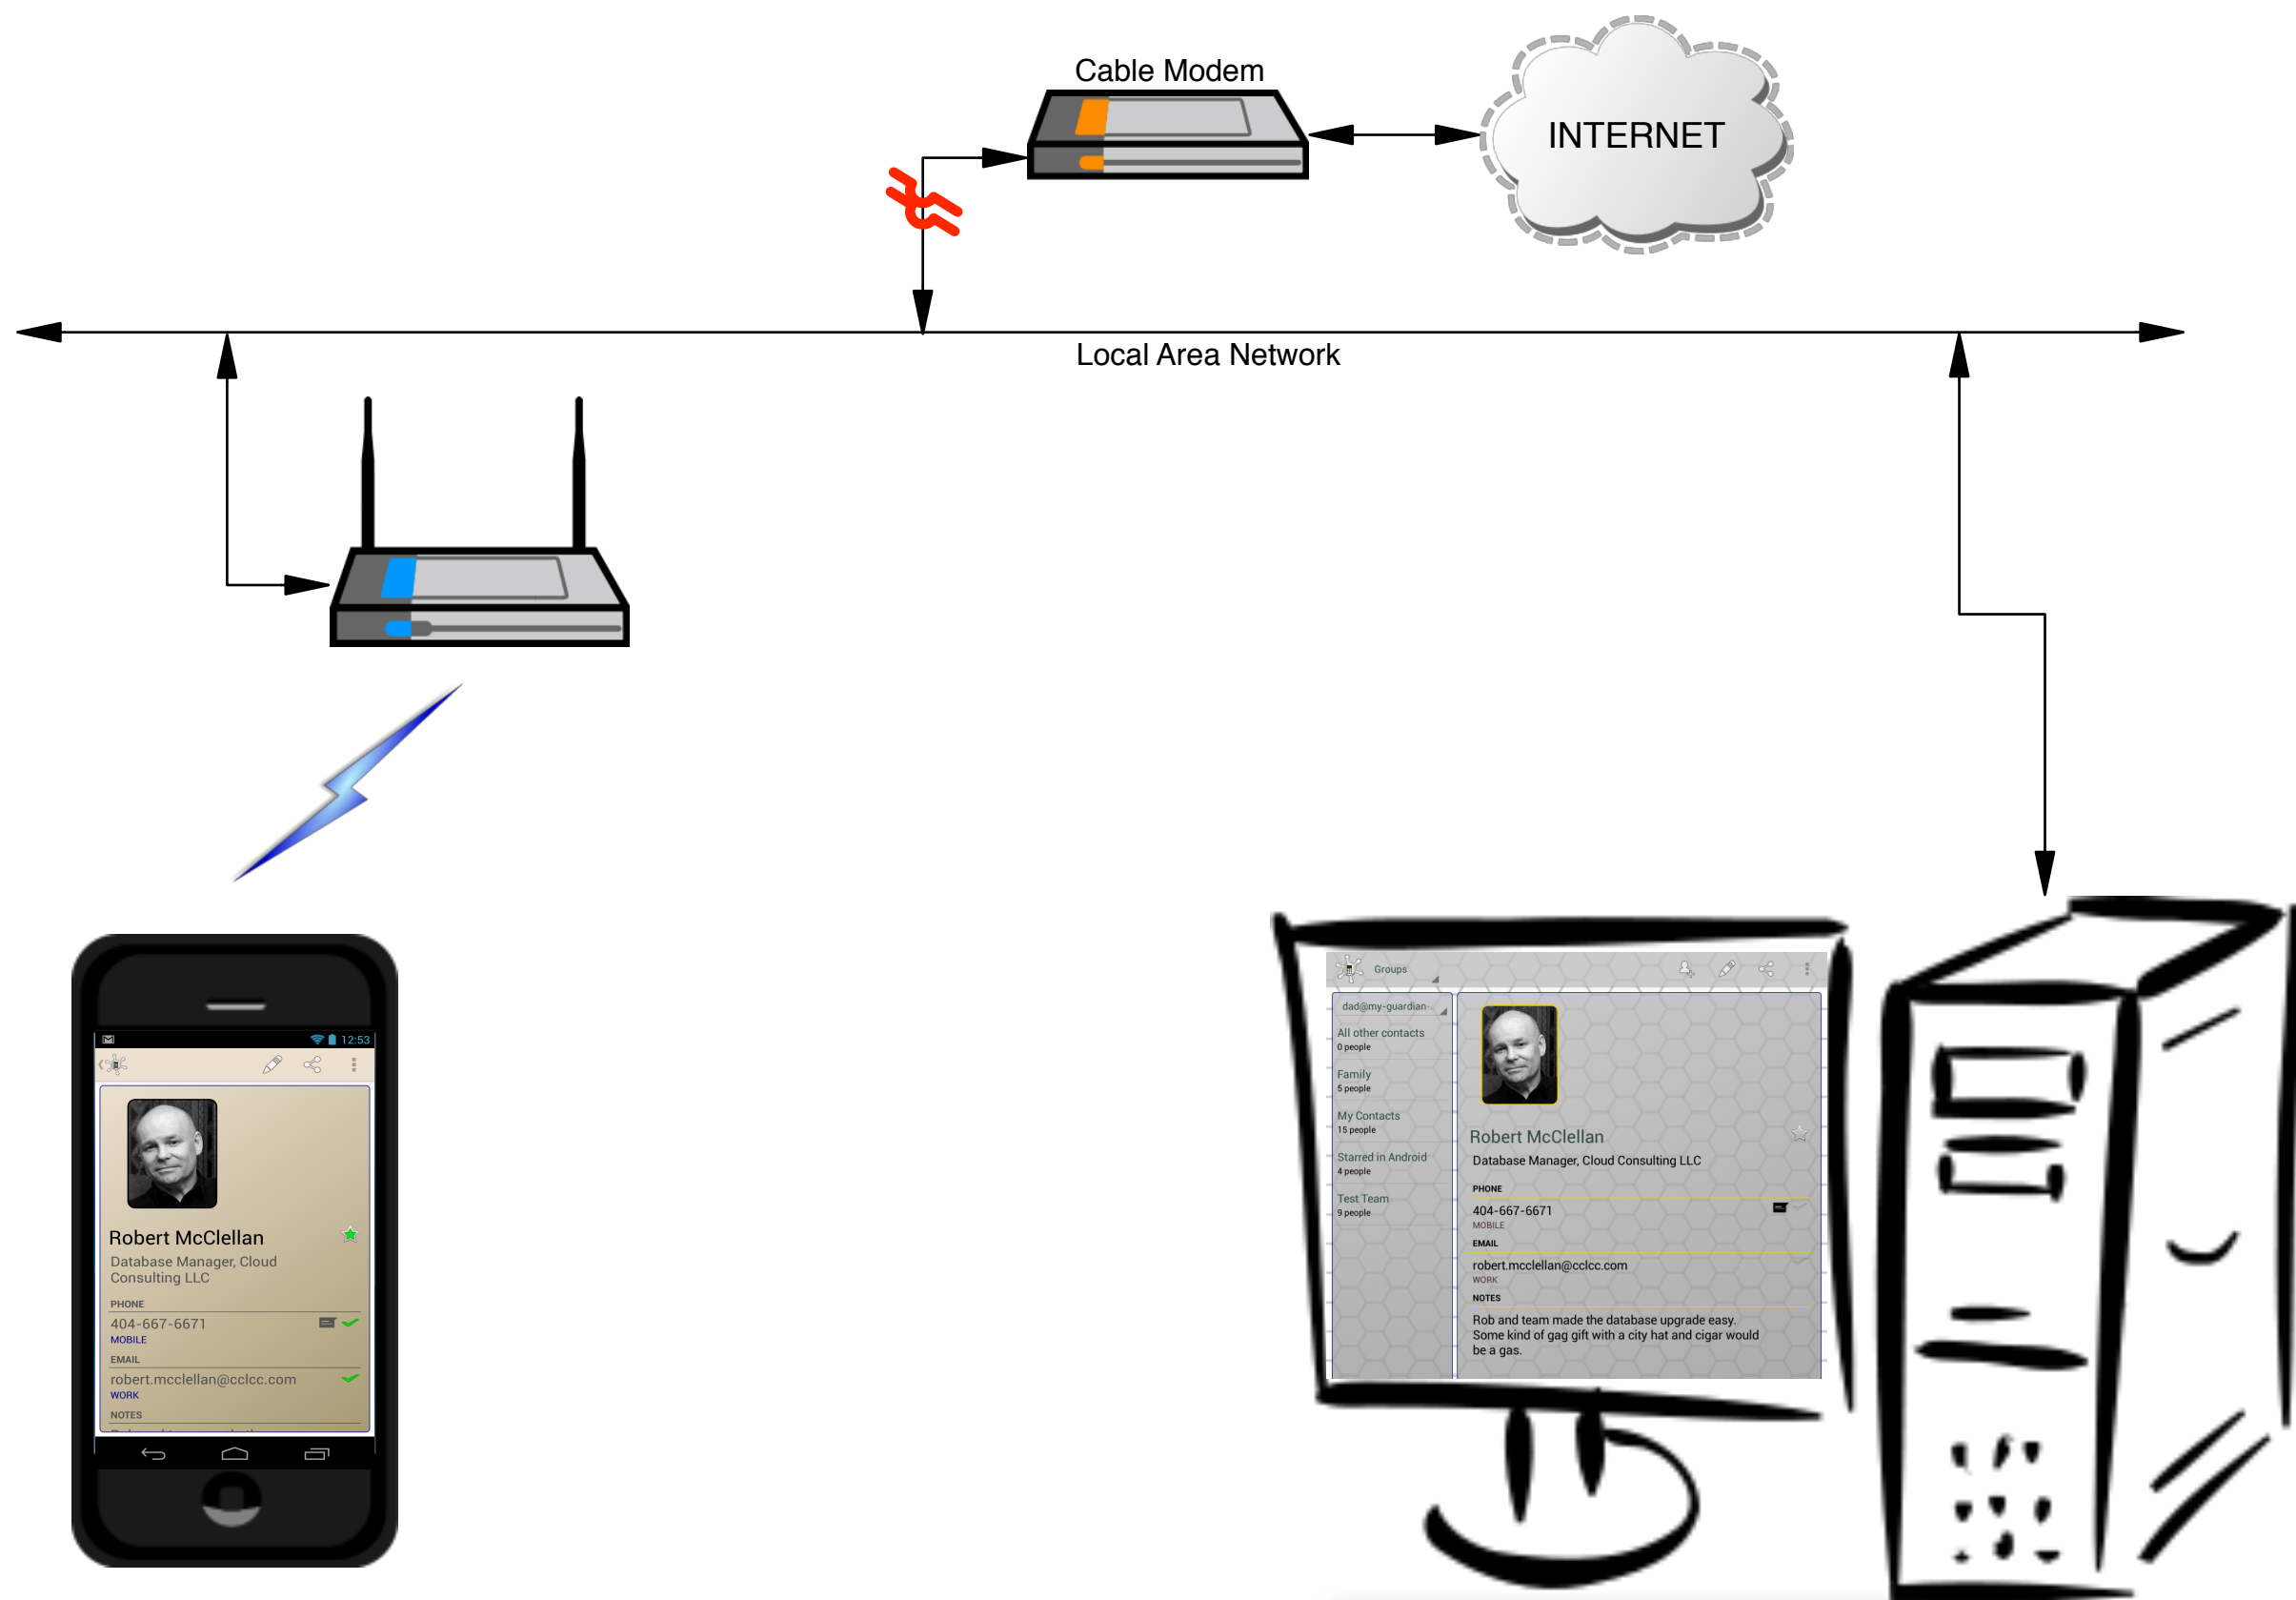 Cable Modem
INTERNET
Local Area Network
12:53
Robert McClellan
Database Manager, Cloud
Consulting LLC
PHONE
404-667-6671
MOBILE
EMAIL
robert.mcclellan@cclcc.com
WORK
NOTES
Groups
dad@my-guardian-
All other contacts
0 people
Family
5 people
My Contacts
15 people
Starred in Android
4 people
Test Team
9 people
Robert McClellan
Database Manager, Cloud Consulting LLC
PHONE
404-667-6671
MOBILE
EMAIL
robert.mcclellan@cclcc.com
WORK
NOTES
Rob and team made the database upgrade easy.
Some kind of gag gift with a city hat and cigar would
be a gas.